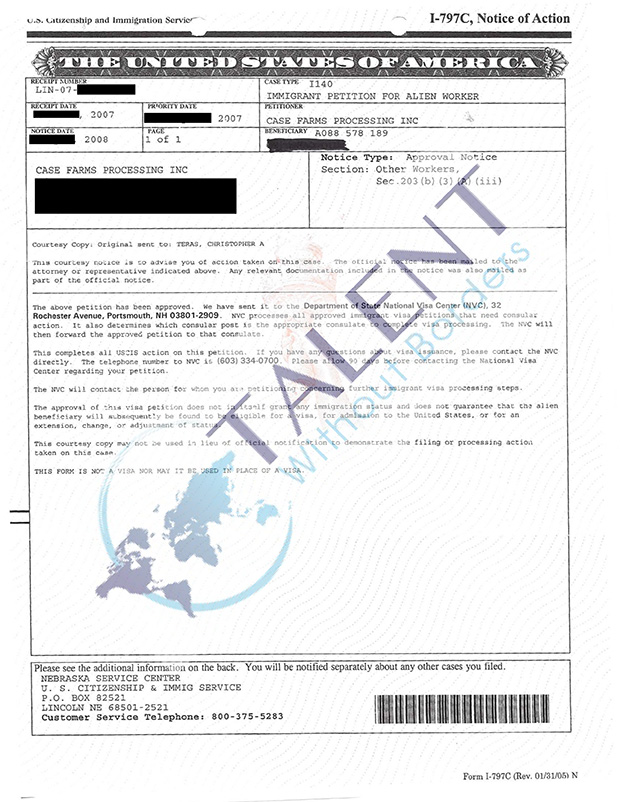 U.S. Citizenship and Immigration Servic
I-797C, Notice of Action
THE UNITED STATES OF AMERICA
RECEIPT NUMBER
LIN-07-
CASE TYPE I140
IMMIGRANT PETITION FOR ALIEN WORKER
RECEIPT DATE
, 2007
PRIORITY DATE
2007
PETITIONER
CASE FARMS PROCESSING INC
NOTICE DATE
, 2008
PAGE
1 of 1
BENEFICIARY A088 578 189
CASE FARMS PROCESSING INC
Notice Type: Approval Notice
Section: Other Workers,
Sec.203(b)(3)(A)(iii)
Courtesy Copy: Original sent to: TERAS, CHRISTOPHER A
This courtesy notice is to advise you of action taken on this case. The official notice has been mailed to the
attorney or representative indicated above. Any relevant documentation included in the notice was also mailed as
part of the official notice.
The above petition has been approved. We have sent it to the Department of State National Visa Center (NVC), 32
Rochester Avenue, Portsmouth, NH 03801-2909. NVC processes all approved immigrant visa petitions that need consular
action. It also determines which consular post is the appropriate consulate to complete visa processing. The NVC will
then forward the approved petition to that consulate.
This completes all USCIS action on this petition. If you have any questions about visa issuance, please contact the NVC
directly. The telephone number to NVC is (603) 334-0700. Please allow 90 days before contacting the National Visa
Center regarding your petition.
The NVC will contact the person for whom you are petitioning concerning further immigrant visa processing steps.
The approval of this visa petition does not in itself grant any immigration status and does not guarantee that the alien
beneficiary will subsequently be found to be eligible for a visa, for admission to the United States, or for an
extension, change, or adjustment of status.
This courtesy copy may not be used in lieu of official notification to demonstrate the filing or processing action
taken on this case.
THIS FORM IS NOT A VISA NOR MAY IT BE USED IN PLACE OF A VISA.
TALENT
Without Borders
Please see the additional information on the back. You will be notified separately about any other cases you filed.
NEBRASKA SERVICE CENTER
U. S. CITIZENSHIP & IMMIG SERVICE
P.O. BOX 82521
LINCOLN NE 68501-2521
Customer Service Telephone: 800-375-5283
Form I-797C (Rev. 01/31/05) N